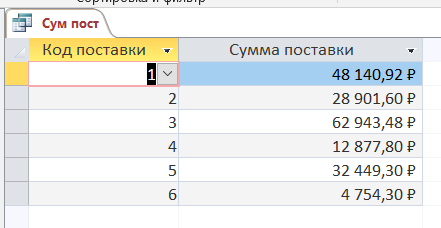 Сортировка и фильтр
Сум пост
Код поставки Сумма поставки
1 48 140,92 ₽
2 28 901,60 ₽
3 62 943,48 ₽
4 12 877,80 ₽
5 32 449,30 ₽
6 4 754,30 ₽